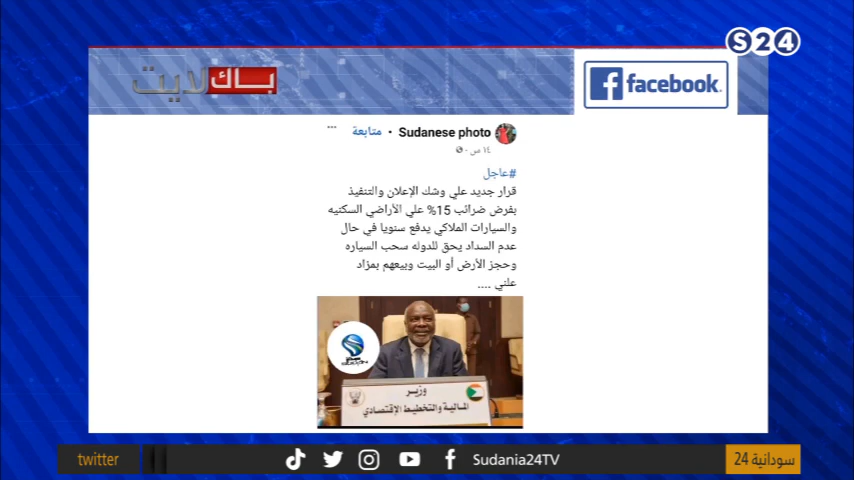 S24
باك لايت
facebook.
Sudanese photo • متابعة ...
١٤ س •
#عاجل
قرار جديد علي وشك الإعلان والتنفيذ
بفرض ضرائب 15% علي الأراضي السكنيه
والسيارات الملاكي يدفع سنويا في حال
عدم السداد يحق للدوله سحب السياره
وحجز الأرض أو البيت وبيعهم بمزاد
علني ....
وزير
المالية والتخطيط الإقتصادي
twitter
Sudania24TV
سودانية 24